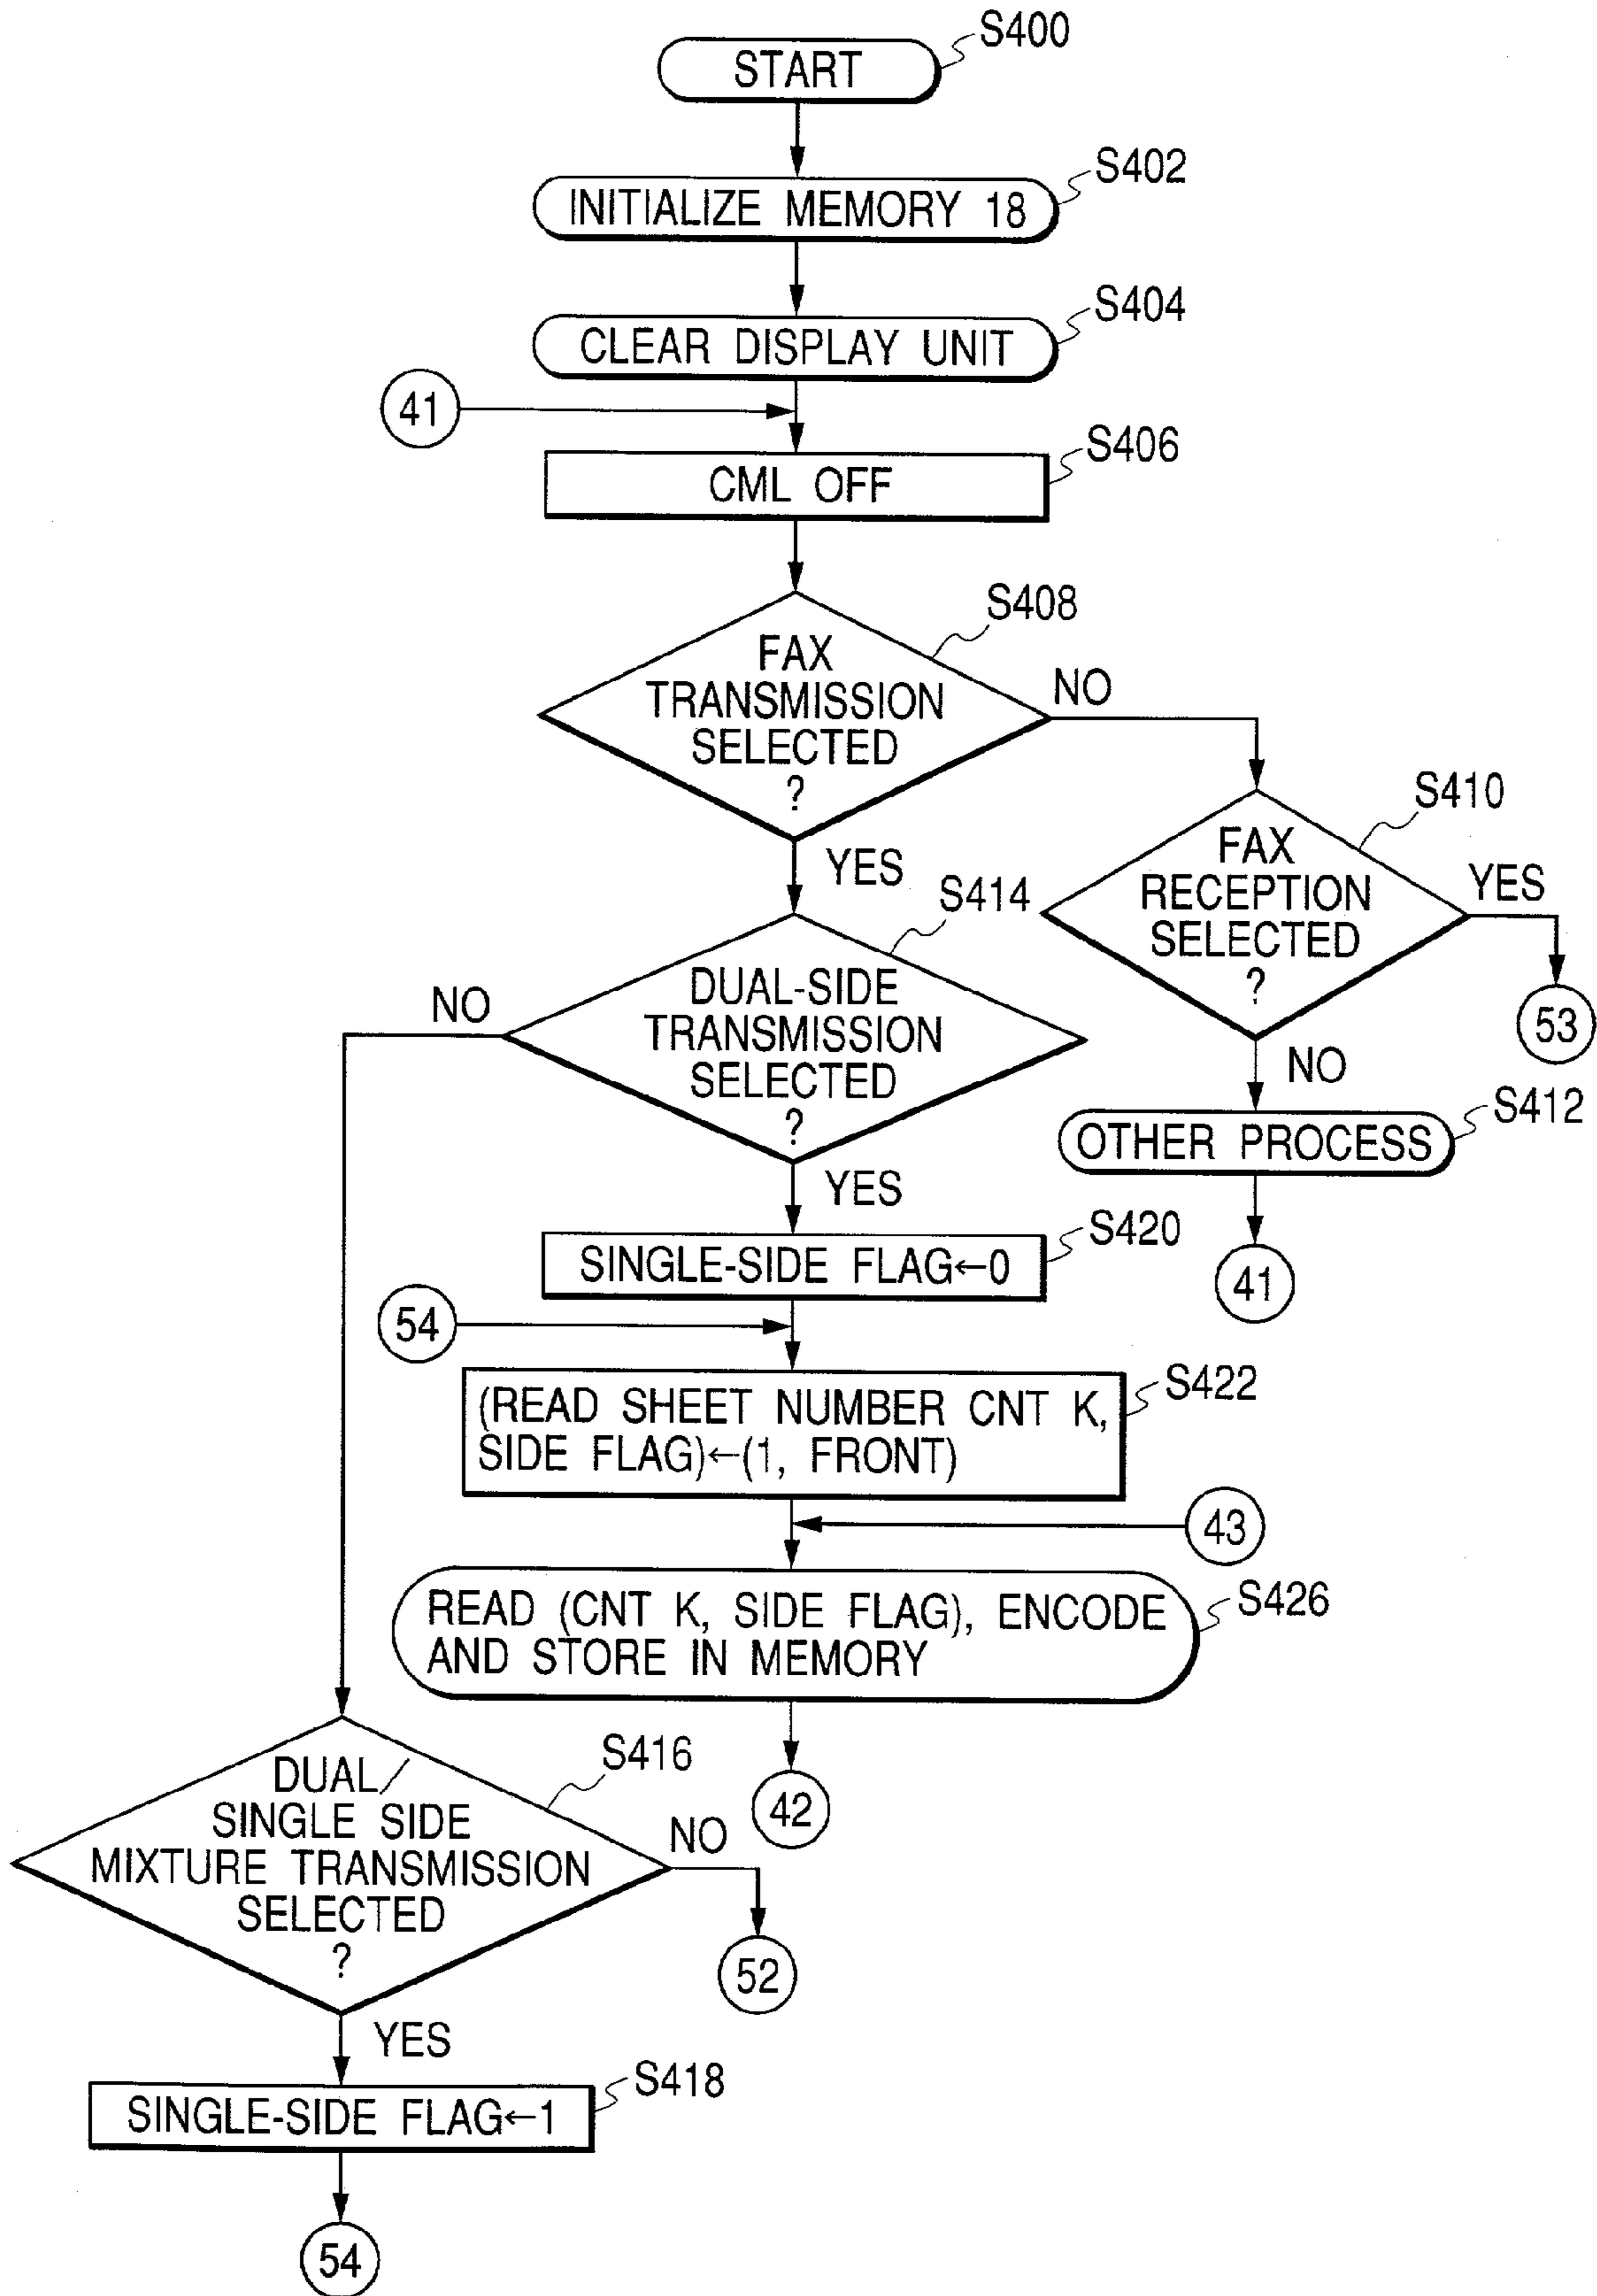 S400
START
S402
INITIALIZE MEMORY 18
S404
CLEAR DISPLAY UNIT
41
S406
CML OFF
S408
FAX
TRANSMISSION
SELECTED
?
NO
YES
S410
FAX
RECEPTION
SELECTED
?
YES
53
NO
S412
OTHER PROCESS
41
S414
DUAL-SIDE
TRANSMISSION
SELECTED
?
NO
YES
S420
SINGLE-SIDE FLAG←0
54
S422
(READ SHEET NUMBER CNT K,
SIDE FLAG)←(1, FRONT)
43
S426
READ (CNT K, SIDE FLAG), ENCODE
AND STORE IN MEMORY
42
S416
DUAL/
SINGLE SIDE
MIXTURE TRANSMISSION
SELECTED
?
NO
52
YES
S418
SINGLE-SIDE FLAG←1
54